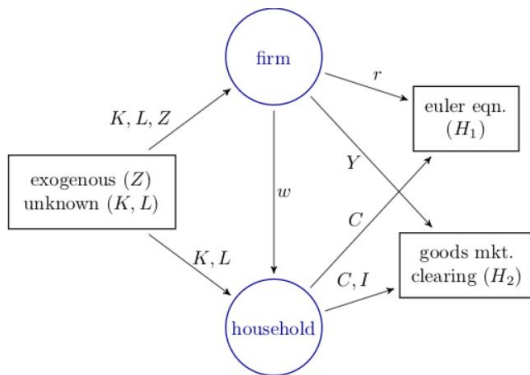 firm
r
euler eqn.
(H₁)
K, L, Z
exogenous (Z)
unknown (K, L)
Y
w
C
K, L
goods mkt.
clearing (H₂)
C, I
household